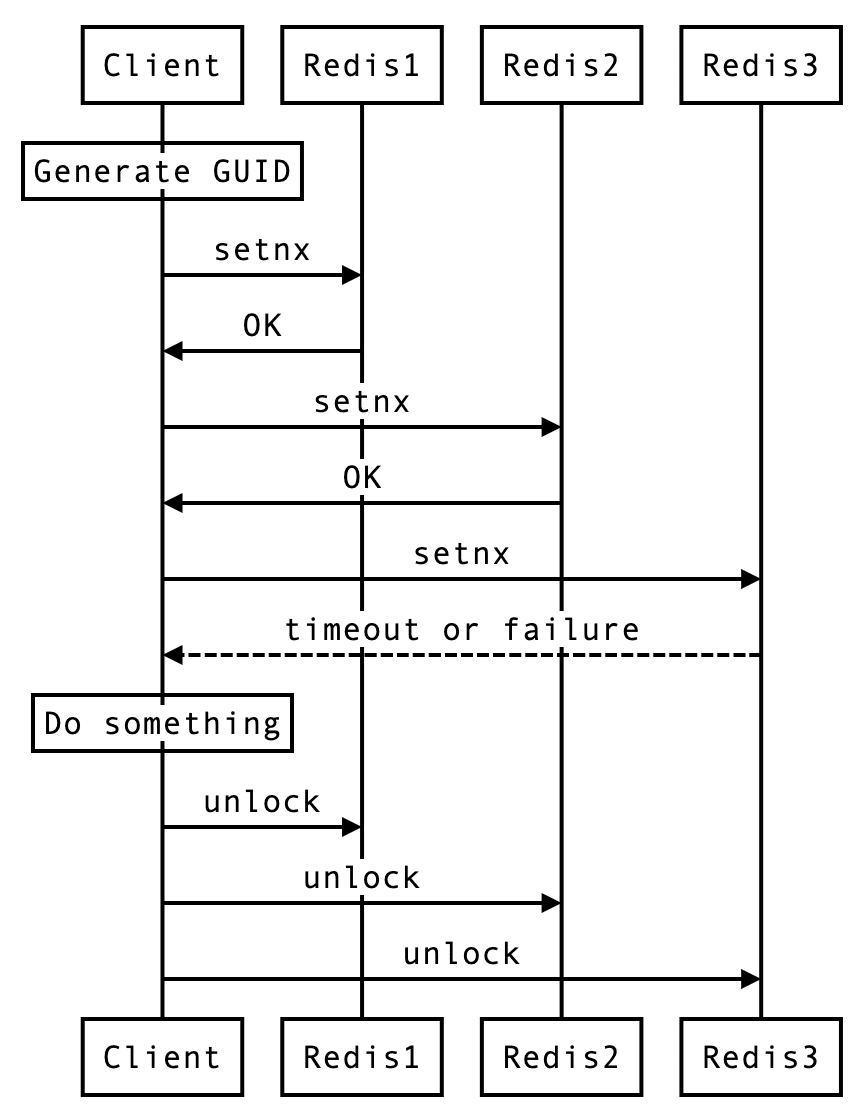 Client Redis1 Redis2 Redis3
Generate GUID
setnx
OK
setnx
OK
setnx
timeout or failure
Do something
unlock
unlock
unlock
Client Redis1 Redis2 Redis3